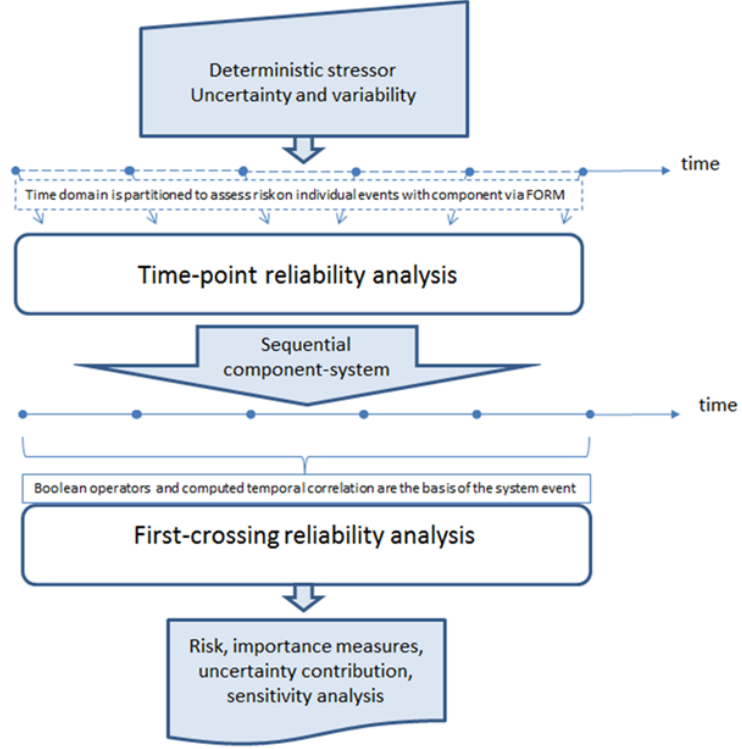 Deterministic stressor
Uncertainty and variability
time
Time domain is partitioned to assess risk on individual events with component via FORM
Time-point reliability analysis
Sequential
component-system
time
Boolean operators and computed temporal correlation are the basis of the system event
First-crossing reliability analysis
Risk, importance measures,
uncertainty contribution,
sensitivity analysis